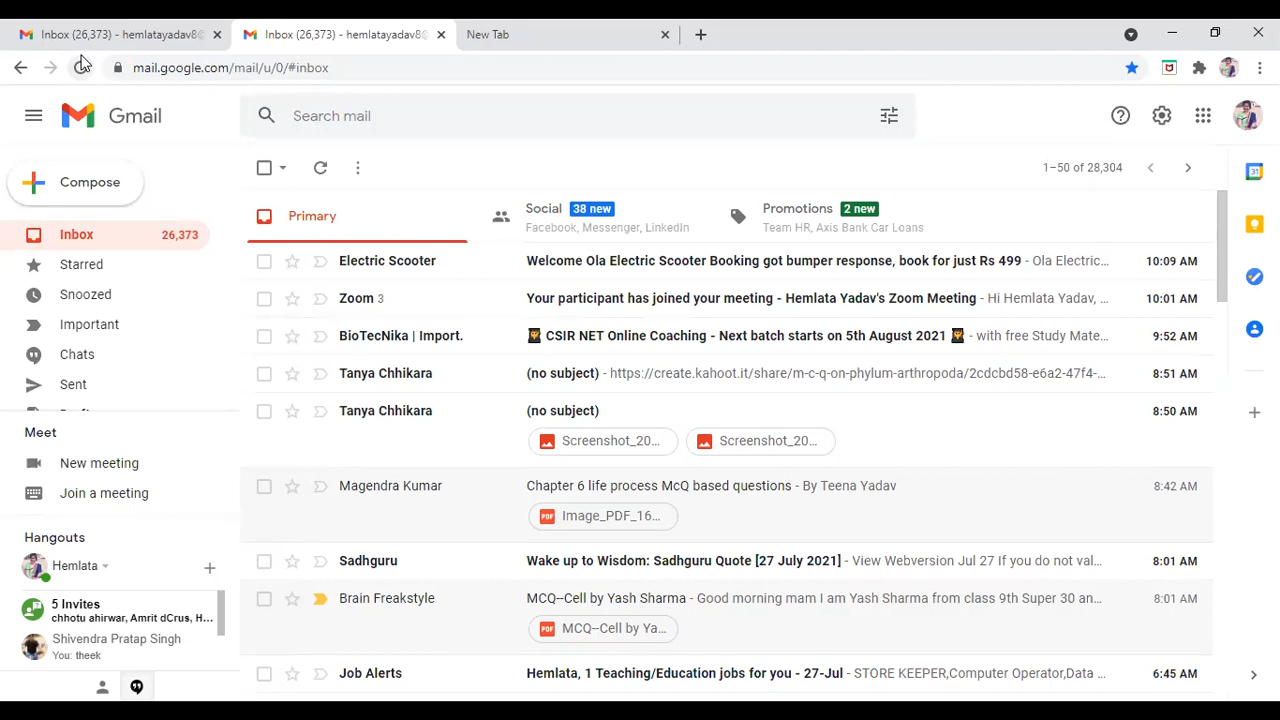 Inbox (26,373) - hemlatayadav8@
Inbox (26,373) - hemlatayadav8@
New Tab
mail.google.com/mail/u/0/#inbox
Gmail
Search mail
Compose
1–50 of 28,304
Primary
Social 38 new
Facebook, Messenger, LinkedIn
Promotions 2 new
Team HR, Axis Bank Car Loans
Inbox 26,373
Starred
Snoozed
Important
Chats
Sent
Meet
New meeting
Join a meeting
Hangouts
Hemlata
5 Invites
chhotu ahirwar, Amrit dCrus, H...
Shivendra Pratap Singh
You: theek
Electric Scooter Welcome Ola Electric Scooter Booking got bumper response, book for just Rs 499 - Ola Electric... 10:09 AM
Zoom 3 Your participant has joined your meeting - Hemlata Yadav's Zoom Meeting - Hi Hemlata Yadav, ... 10:01 AM
BioTecNika | Import. CSIR NET Online Coaching - Next batch starts on 5th August 2021 - with free Study Mate... 9:52 AM
Tanya Chhikara (no subject) - https://create.kahoot.it/share/m-c-q-on-phylum-arthropoda/2cdcbd58-e6a2-47f4-... 8:51 AM
Tanya Chhikara (no subject) 8:50 AM
Screenshot_20... Screenshot_20...
Magendra Kumar Chapter 6 life process McQ based questions - By Teena Yadav 8:42 AM
PDF Image_PDF_16...
Sadhguru Wake up to Wisdom: Sadhguru Quote [27 July 2021] - View Webversion Jul 27 If you do not val... 8:01 AM
Brain Freakstyle MCQ--Cell by Yash Sharma - Good morning mam I am Yash Sharma from class 9th Super 30 an... 8:01 AM
PDF MCQ--Cell by Ya...
Job Alerts Hemlata, 1 Teaching/Education jobs for you - 27-Jul - STORE KEEPER,Computer Operator,Data ... 6:45 AM